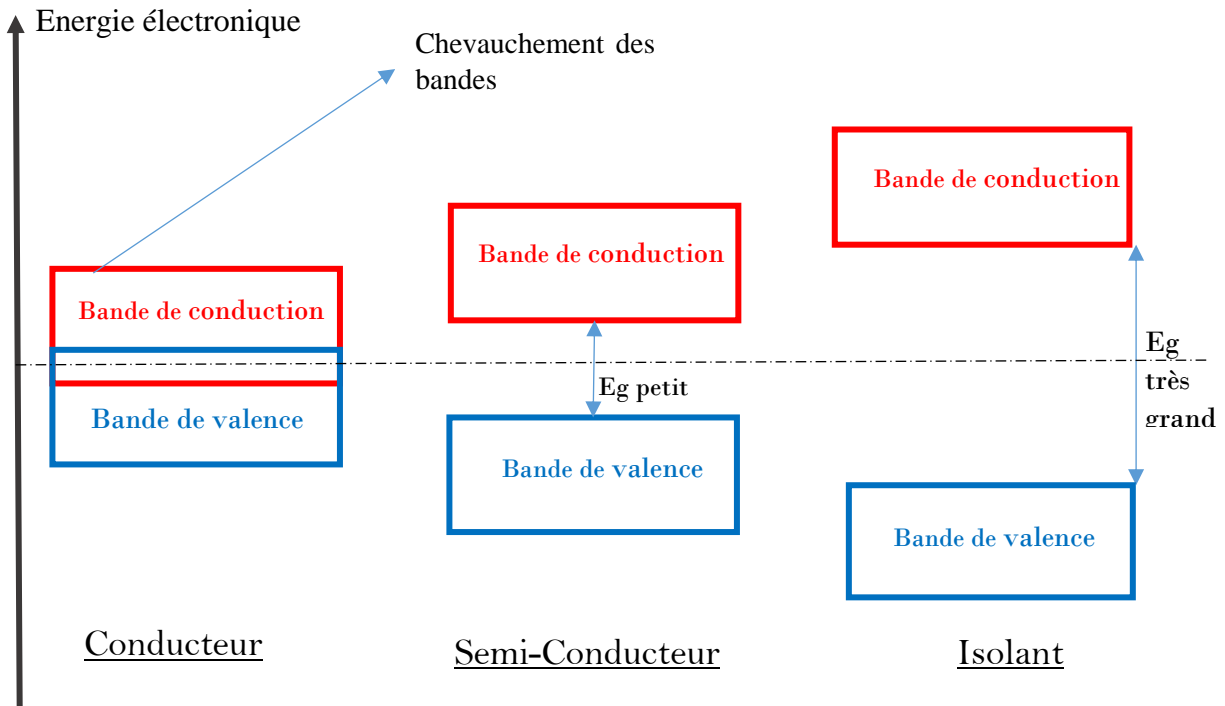 Energie électronique
Chevauchement des
bandes
Bande de conduction
Bande de conduction
Bande de conduction
Eg
très
grand
Eg petit
Bande de valence
Bande de valence
Bande de valence
Conducteur
Semi-Conducteur
Isolant